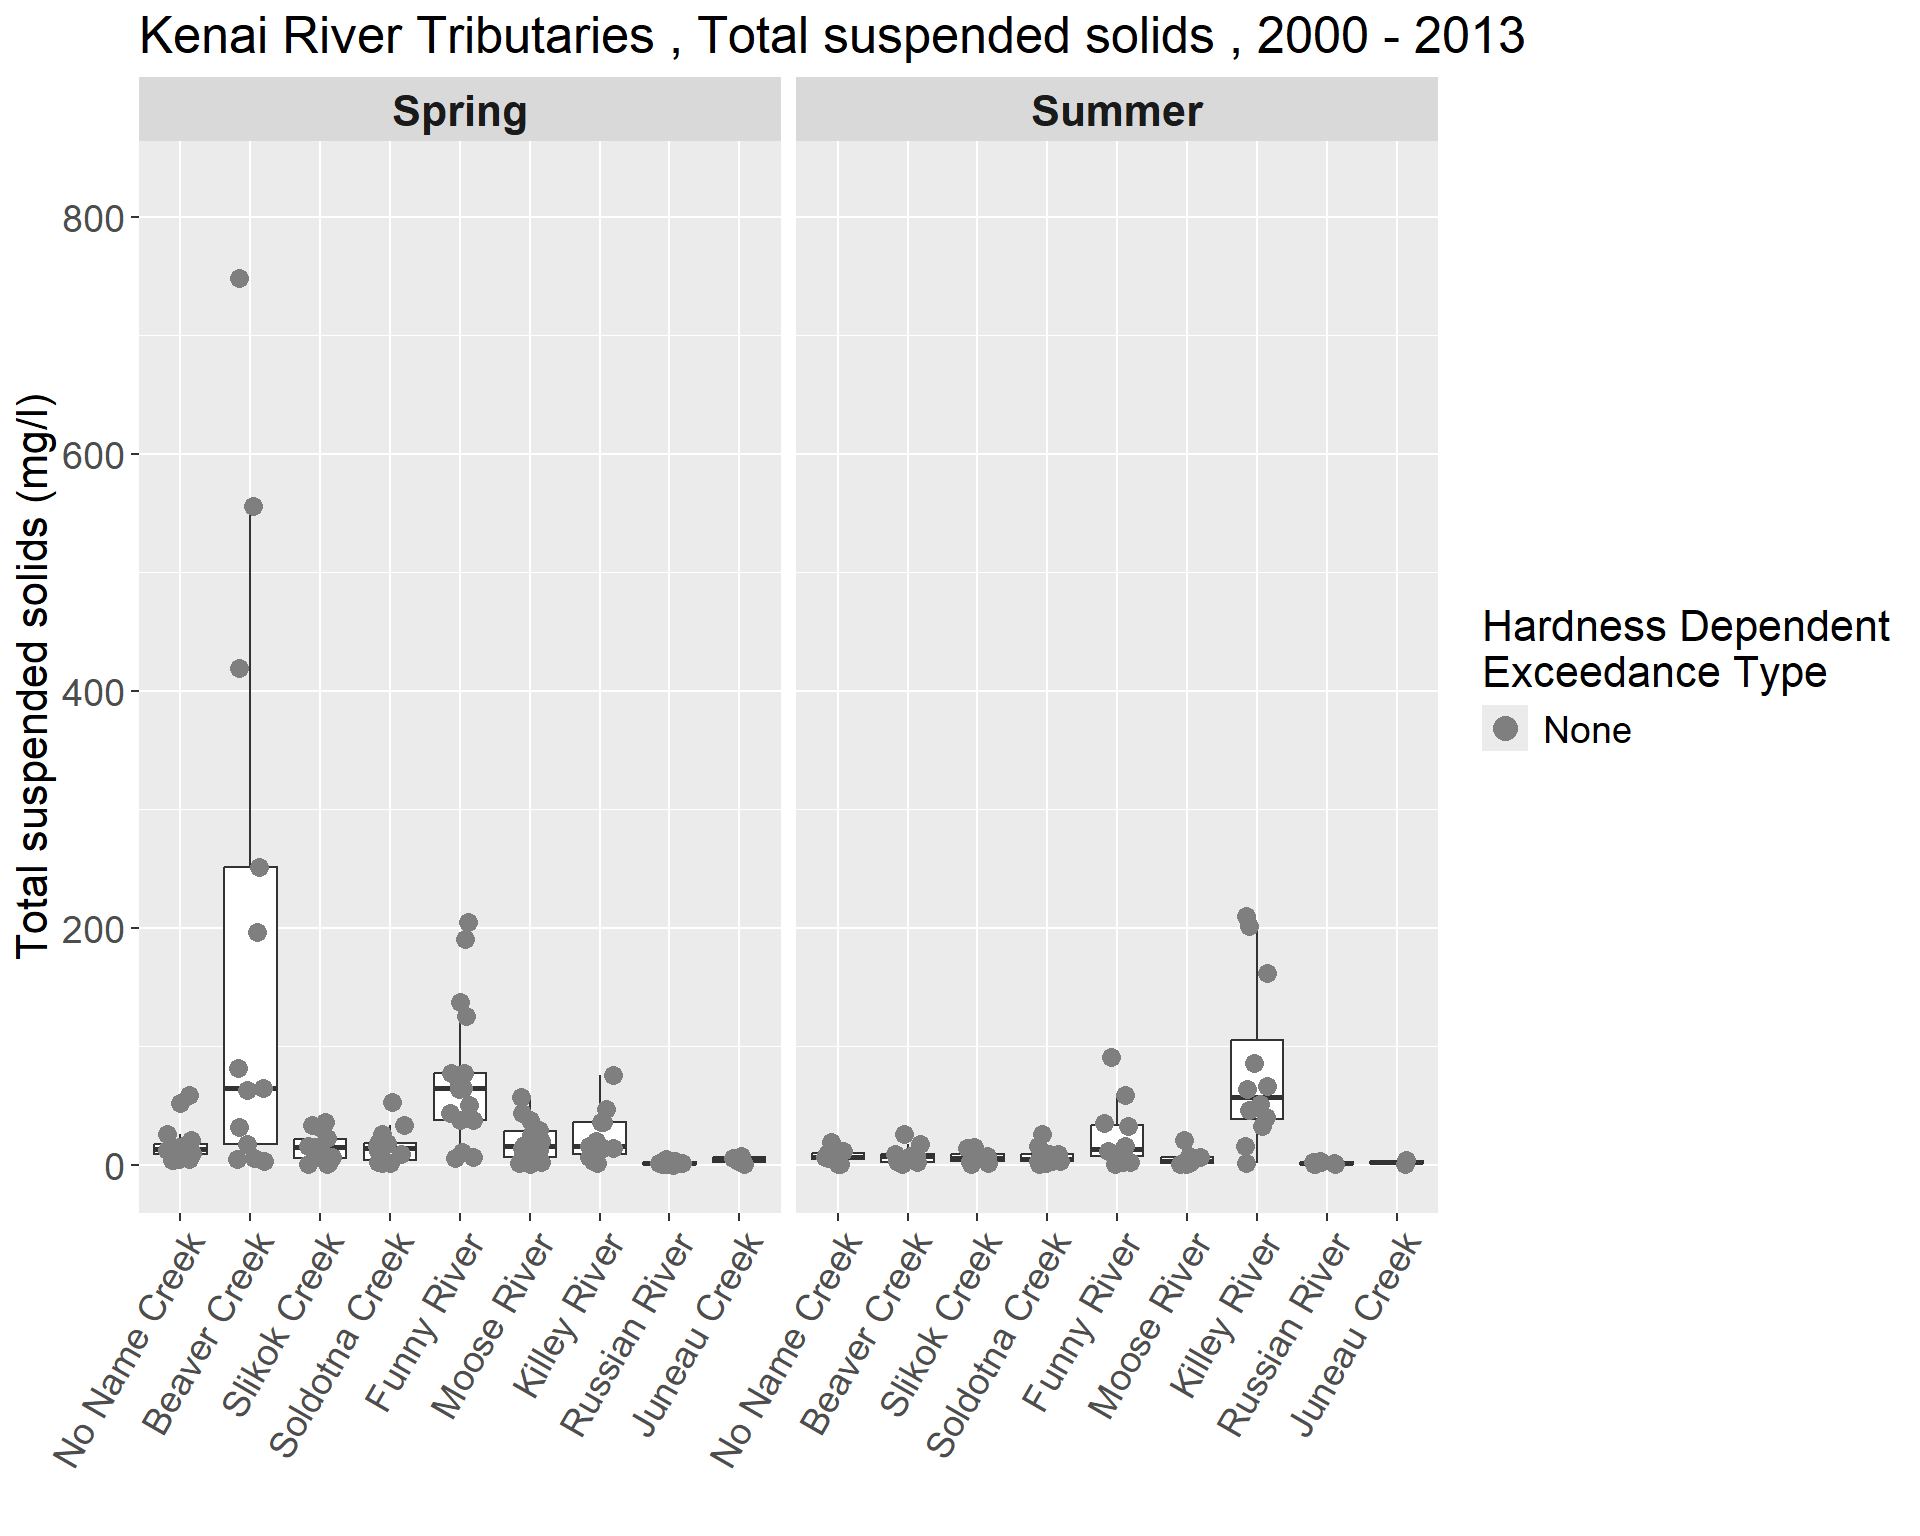 Kenai River Tributaries , Total suspended solids , 2000 - 2013
Spring
Summer
Total suspended solids (mg/l)
800
600
400
200
0
No Name Creek
Beaver Creek
Slikok Creek
Soldotna Creek
Funny River
Moose River
Killey River
Russian River
Juneau Creek
No Name Creek
Beaver Creek
Slikok Creek
Soldotna Creek
Funny River
Moose River
Killey River
Russian River
Juneau Creek
Hardness Dependent
Exceedance Type
None